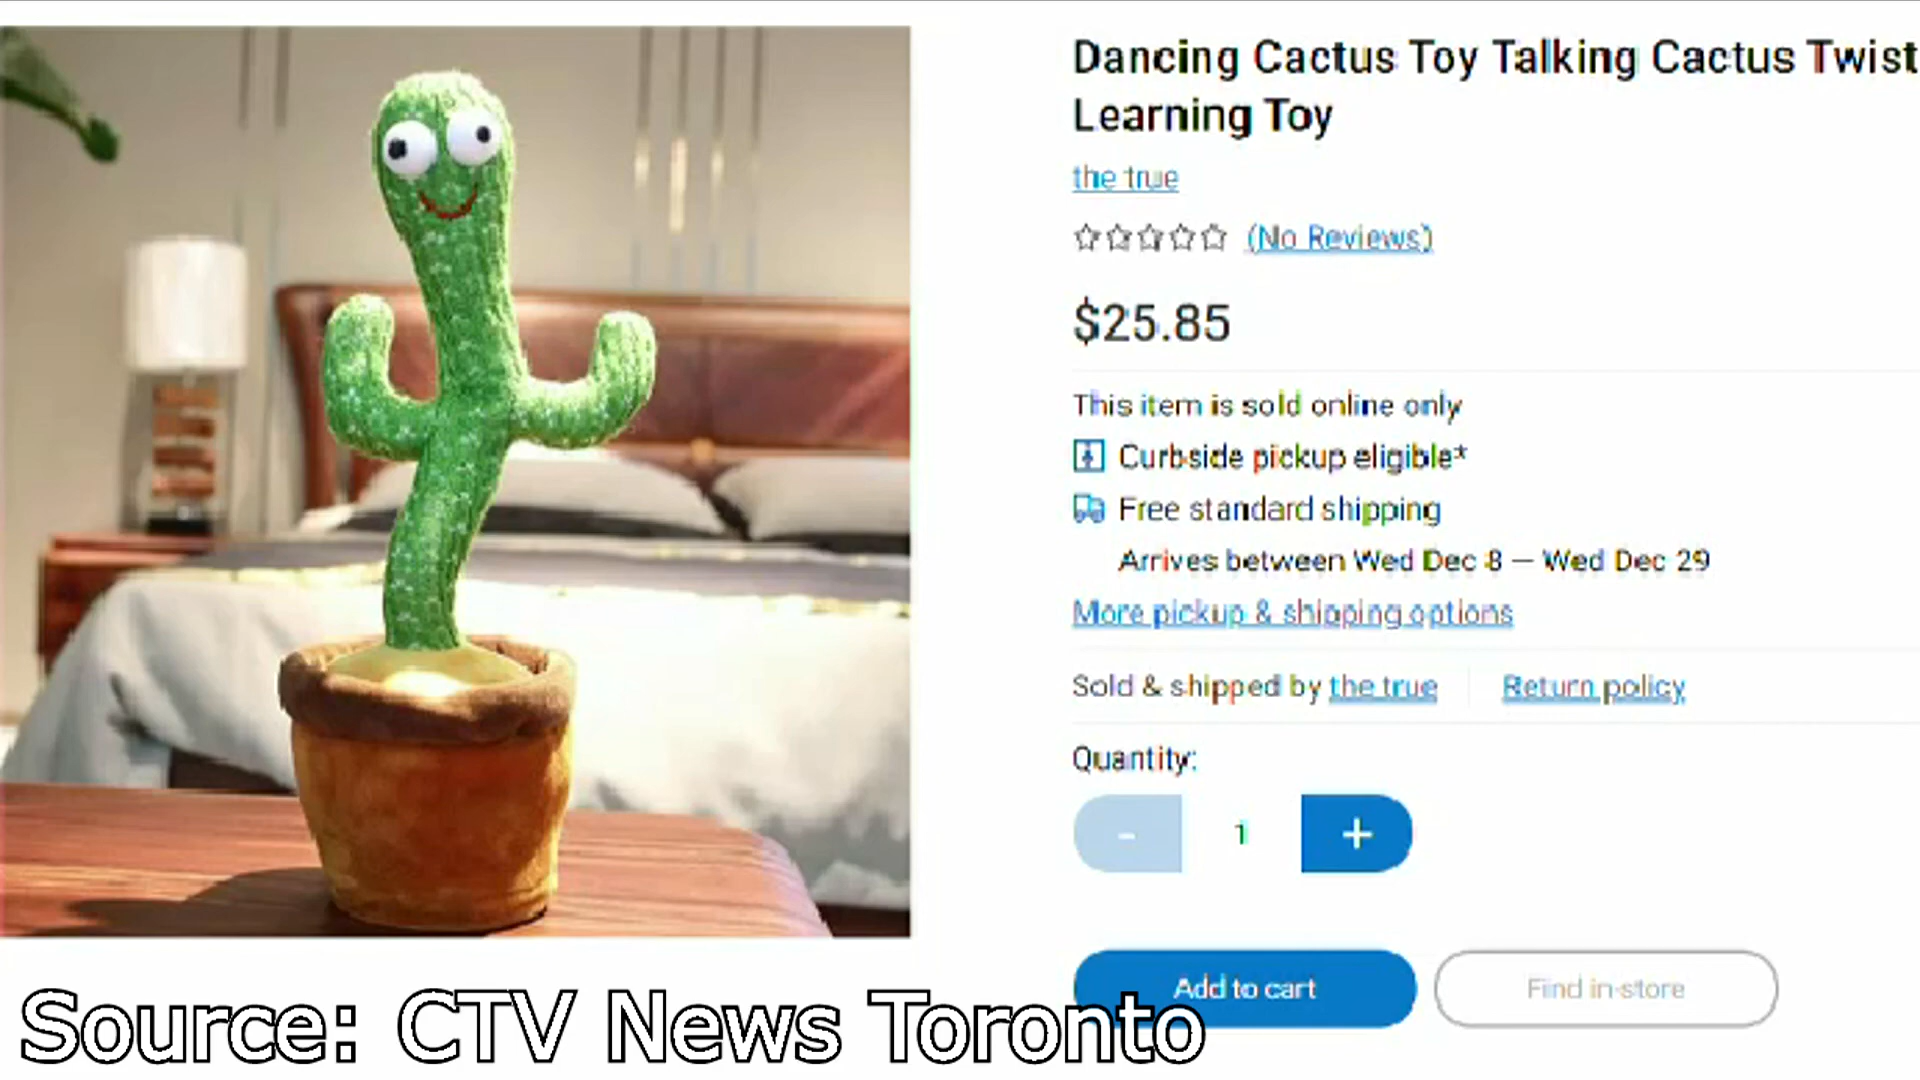 Dancing Cactus Toy Talking Cactus Twist
Learning Toy
the true
(No Reviews)
$25.85
This item is sold online only
Curbside pickup eligible*
Free standard shipping
Arrives between Wed Dec 8 — Wed Dec 29
More pickup & shipping options
Sold & shipped by the true Return policy
Quantity:
- 1 +
Add to cart Find in-store
Source: CTV News Toronto